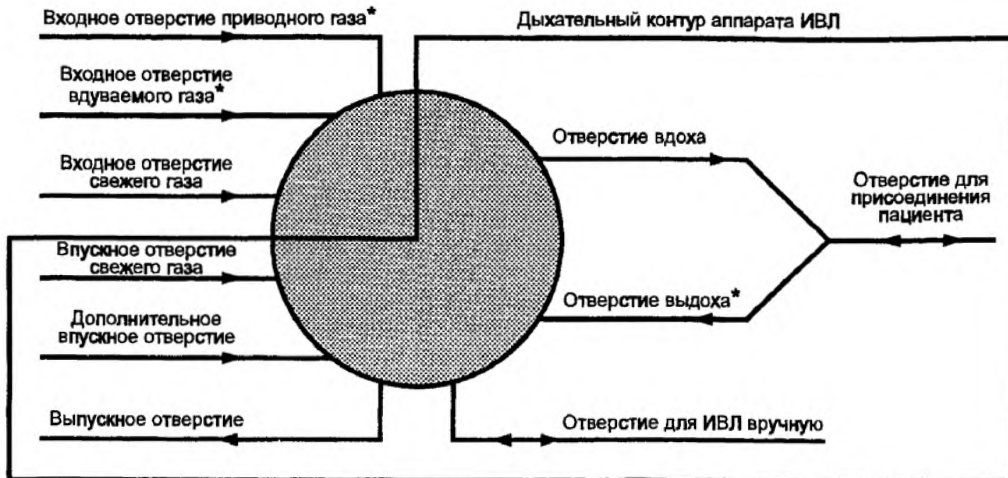 Входное отверстие приводного газа*
Дыхательный контур аппарата ИВЛ
Входное отверстие
вдуваемого газа*
Отверстие вдоха
Входное отверстие
свежего газа
Отверстие для
присоединения
пациента
Впускное отверстие
свежего газа
Отверстие выдоха*
Дополнительное
впускное отверстие
Выпускное отверстие
Отверстие для ИВЛ вручную